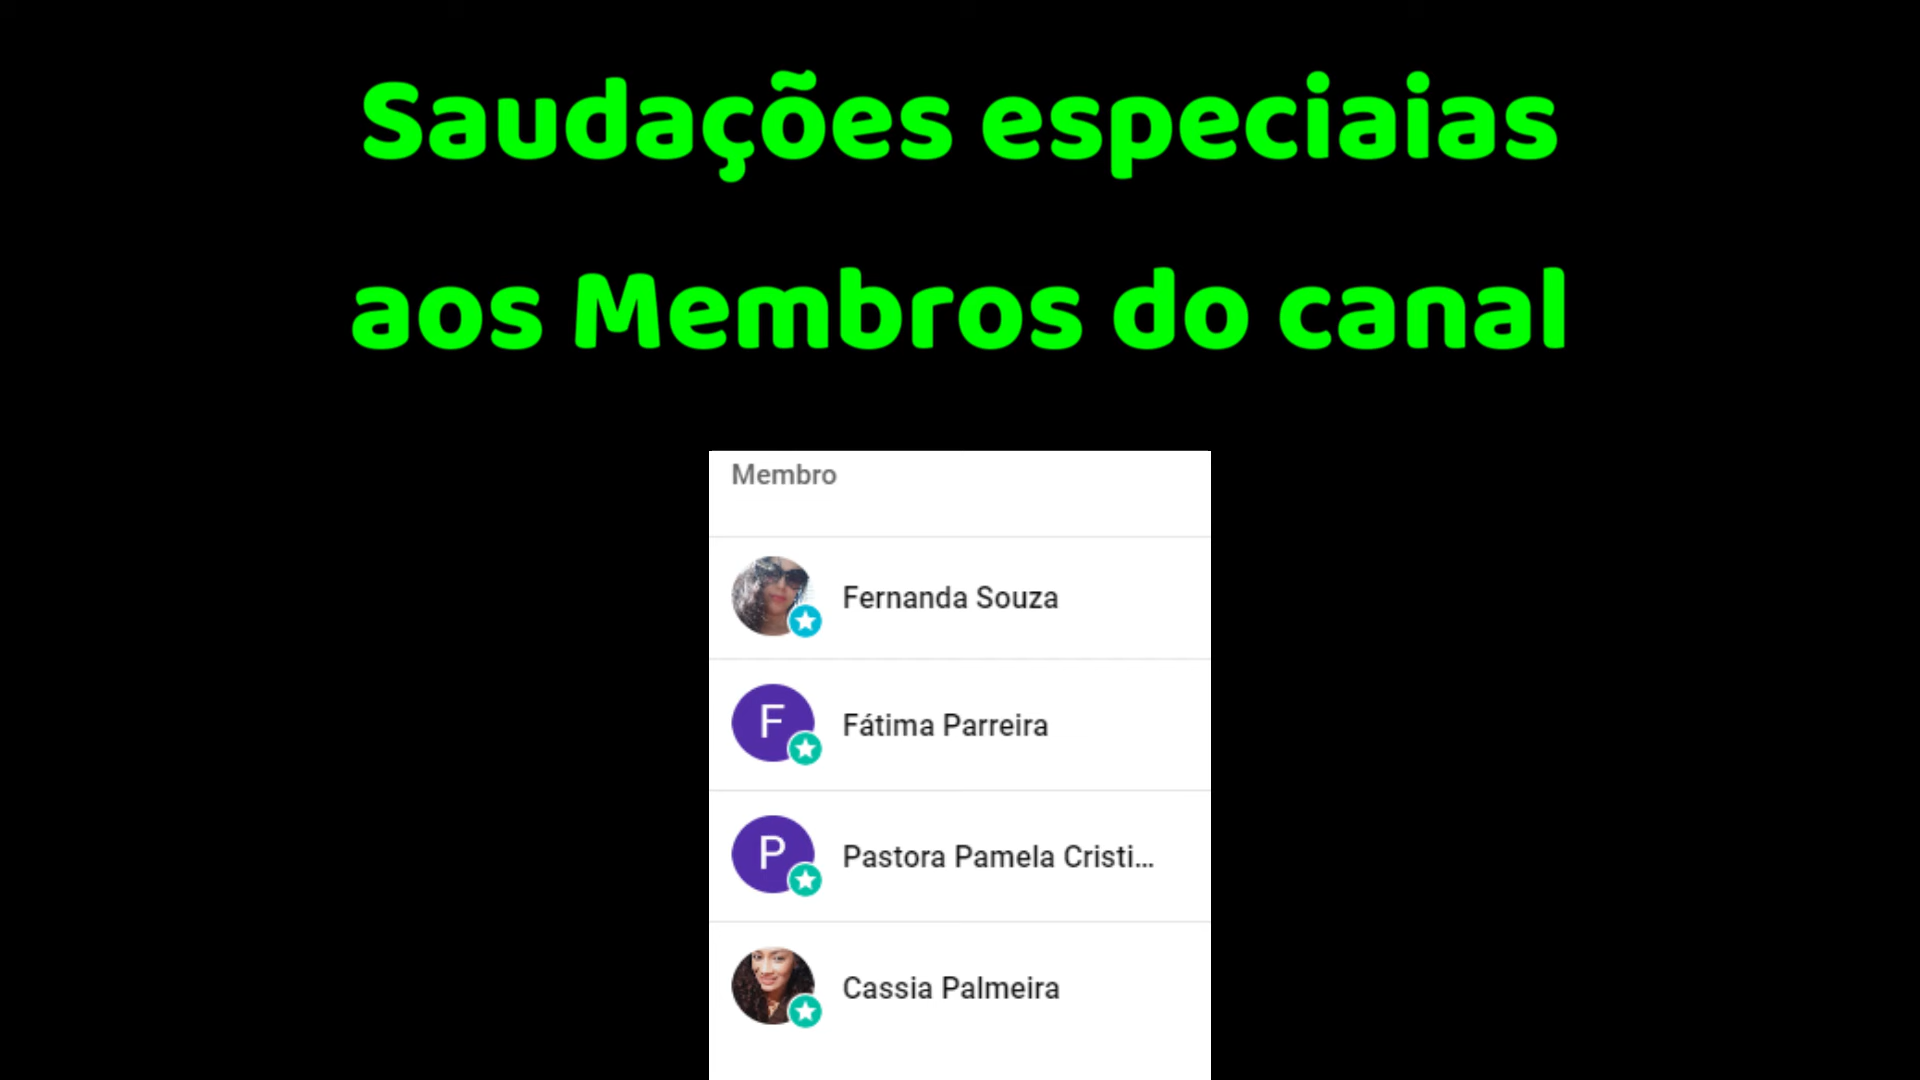 Saudações especiaias
aos Membros do canal
Membro
Fernanda Souza
F
Fátima Parreira
P
Pastora Pamela Cristi...
Cassia Palmeira